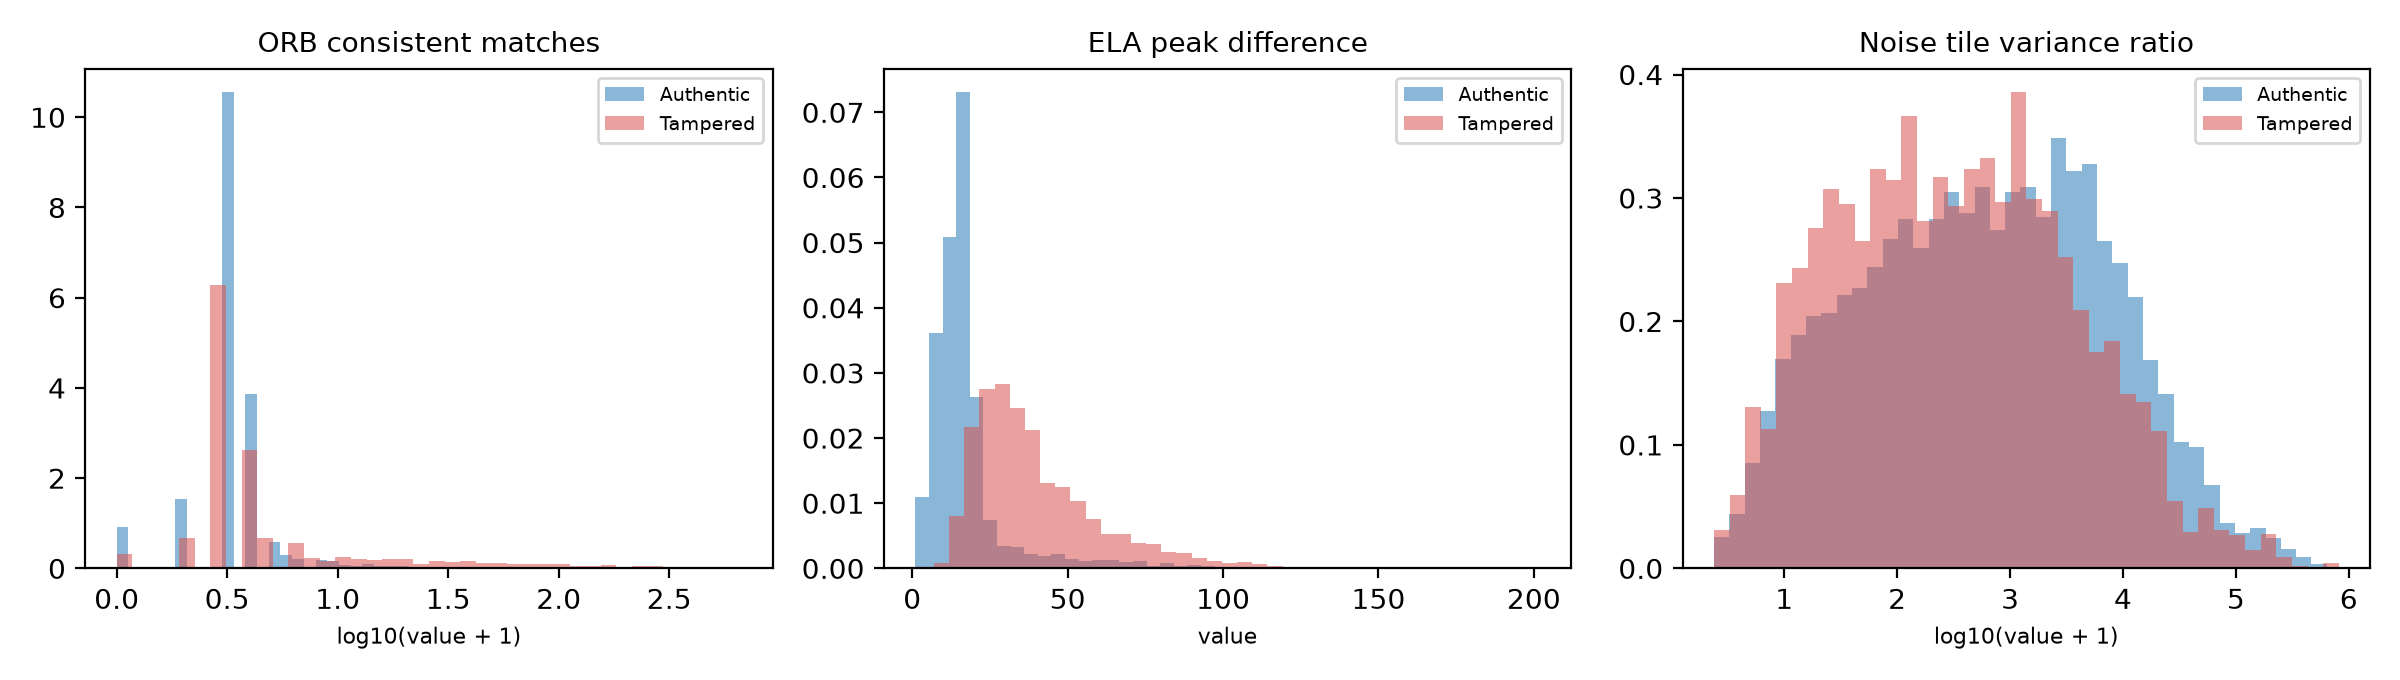 ORB consistent matches
Authentic
Tampered
10
8
6
4
2
0
0.0 0.5 1.0 1.5 2.0 2.5
log10(value + 1)
ELA peak difference
Authentic
Tampered
0.07
0.06
0.05
0.04
0.03
0.02
0.01
0.00
0 50 100 150 200
value
Noise tile variance ratio
Authentic
Tampered
0.4
0.3
0.2
0.1
0.0
1 2 3 4 5 6
log10(value + 1)